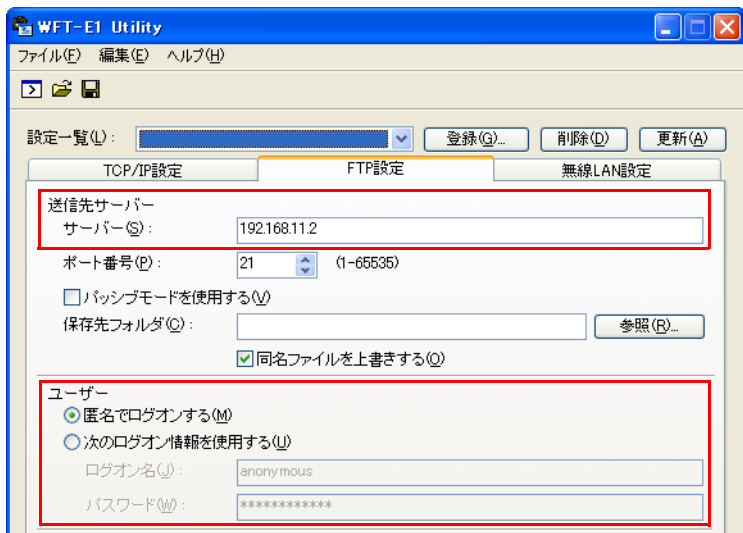 WFT-E1 Utility
ファイル(F) 編集(E) ヘルプ(H)
設定一覧(L): 登録(G)... 削除(D) 更新(A)
TCP/IP設定 FTP設定 無線LAN設定
送信先サーバー
サーバー(S): 192.168.11.2
ポート番号(P): 21 (1-65535)
パッシブモードを使用する(V)
保存先フォルダ(C): 参照(R)...
同名ファイルを上書きする(O)
ユーザー
匿名でログオンする(M)
次のログオン情報を使用する(U)
ログオン名(J): anonymous
パスワード(W): ************